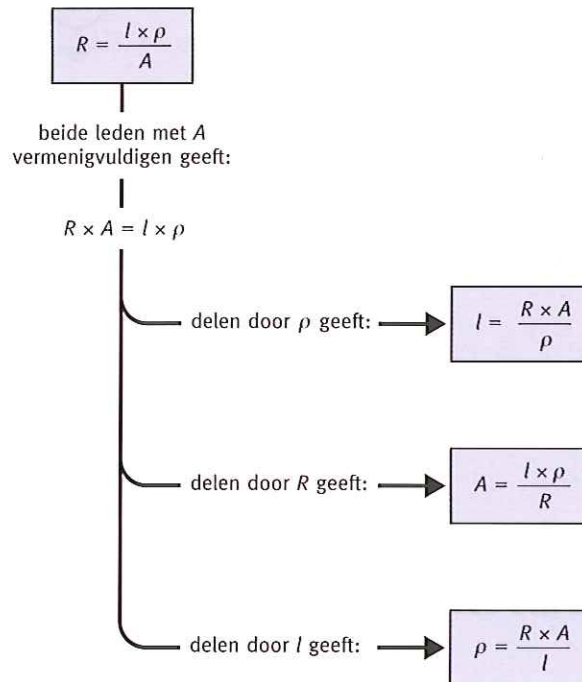 R = l × ρ / A
beide leden met A
vermenigvuldigen geeft:
R × A = l × ρ
delen door ρ geeft:
l = R × A / ρ
delen door R geeft:
A = l × ρ / R
delen door l geeft:
ρ = R × A / l